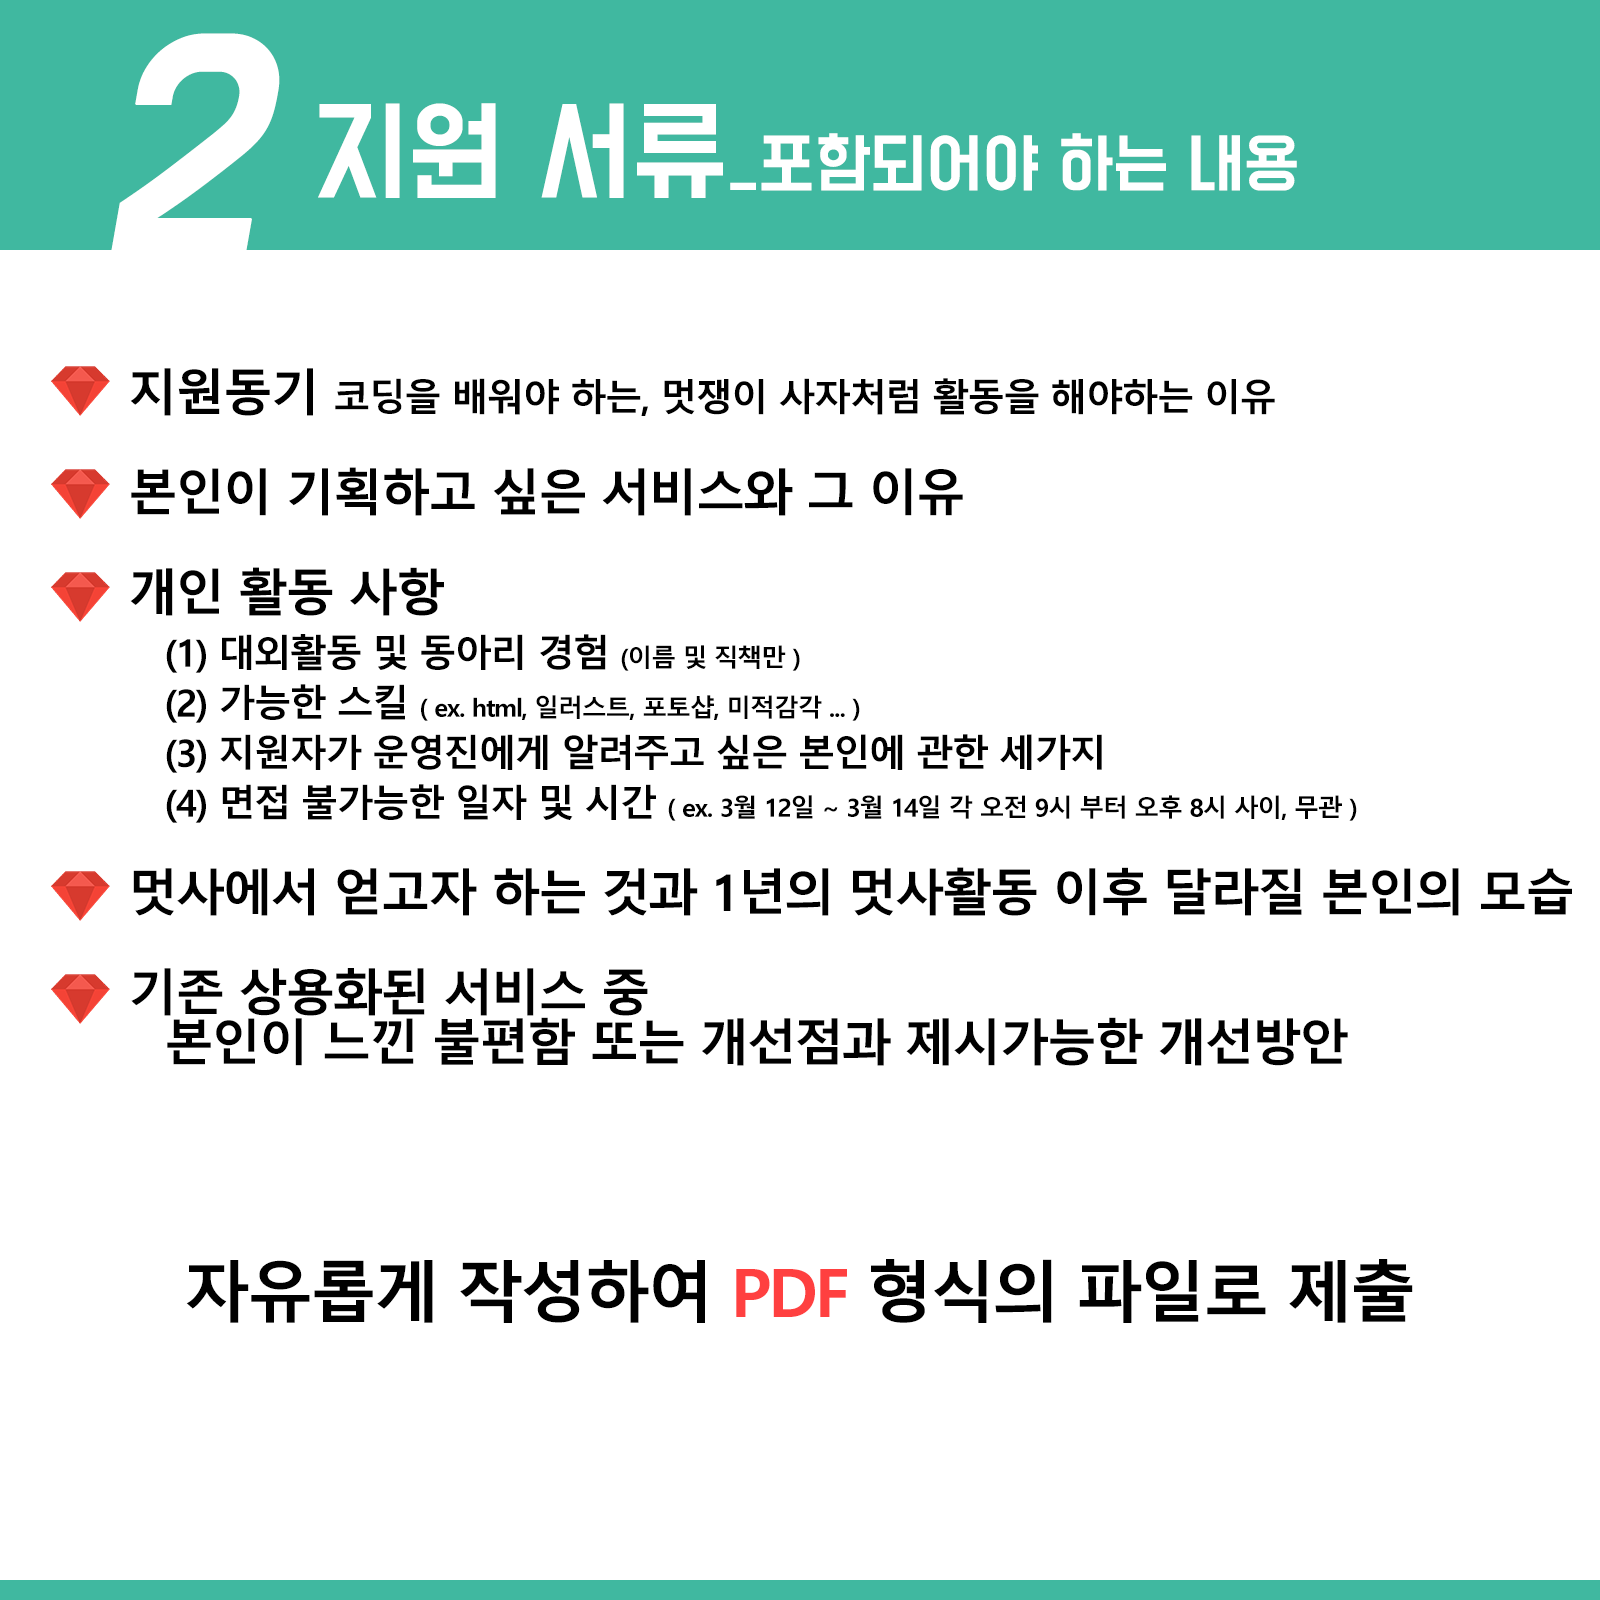 2 지원 서류_포함되어야 하는 내용
지원동기 코딩을 배워야 하는, 멋쟁이 사자처럼 활동을 해야하는 이유
본인이 기획하고 싶은 서비스와 그 이유
개인 활동 사항
(1) 대외활동 및 동아리 경험 (이름 및 직책만 )
(2) 가능한 스킬 ( ex. html, 일러스트, 포토샵, 미적감각 ... )
(3) 지원자가 운영진에게 알려주고 싶은 본인에 관한 세가지
(4) 면접 불가능한 일자 및 시간 ( ex. 3월 12일 ~ 3월 14일 각 오전 9시 부터 오후 8시 사이, 무관 )
멋사에서 얻고자 하는 것과 1년의 멋사활동 이후 달라질 본인의 모습
기존 상용화된 서비스 중
본인이 느낀 불편함 또는 개선점과 제시가능한 개선방안
자유롭게 작성하여 PDF 형식의 파일로 제출